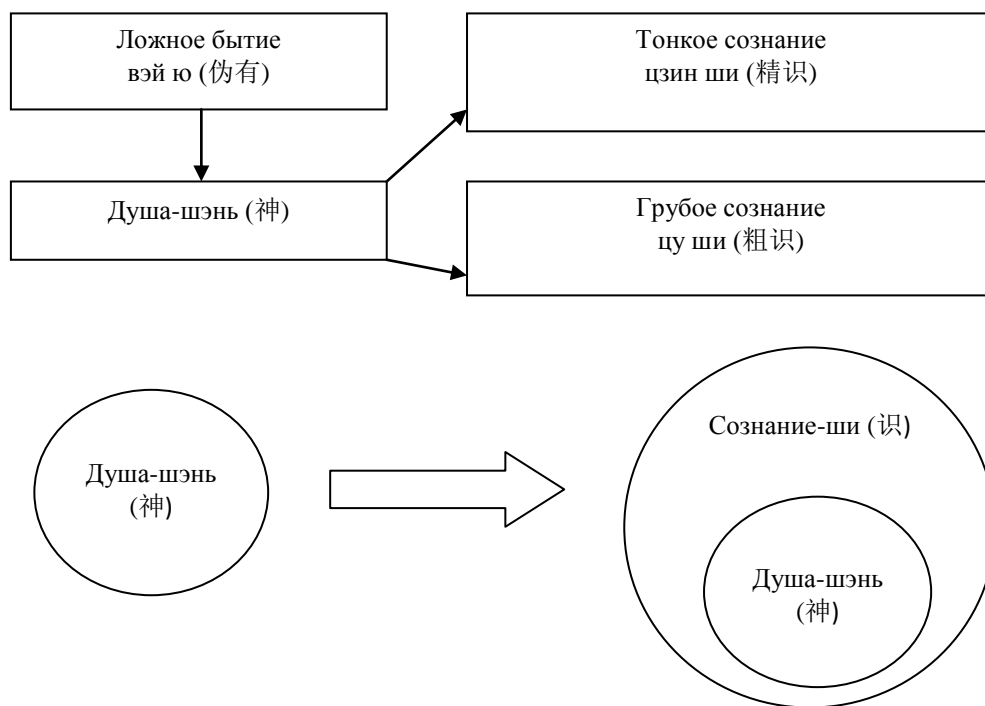 Ложное бытие
вэй ю (伪有)
Тонкое сознание
цзин ши (精识)
Душа-шэнь (神)
Грубое сознание
цу ши (粗识)
Душа-шэнь
(神)
Сознание-ши (识)
Душа-шэнь
(神)